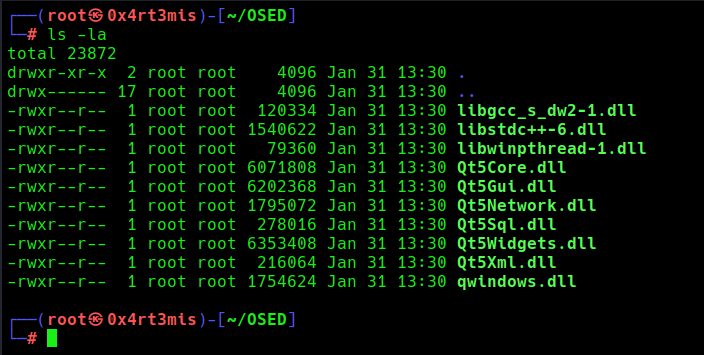 ┌──(root㉿0x4rt3mis)-[~/OSED]
└─# ls -la
total 23872
drwxr-xr-x  2 root root    4096 Jan 31 13:30 .
drwx------ 17 root root    4096 Jan 31 13:30 ..
-rwxr--r--  1 root root  120334 Jan 31 13:30 libgcc_s_dw2-1.dll
-rwxr--r--  1 root root 1540622 Jan 31 13:30 libstdc++-6.dll
-rwxr--r--  1 root root   79360 Jan 31 13:30 libwinpthread-1.dll
-rwxr--r--  1 root root 6071808 Jan 31 13:30 Qt5Core.dll
-rwxr--r--  1 root root 6202368 Jan 31 13:30 Qt5Gui.dll
-rwxr--r--  1 root root 1795072 Jan 31 13:30 Qt5Network.dll
-rwxr--r--  1 root root  278016 Jan 31 13:30 Qt5Sql.dll
-rwxr--r--  1 root root 6353408 Jan 31 13:30 Qt5Widgets.dll
-rwxr--r--  1 root root  216064 Jan 31 13:30 Qt5Xml.dll
-rwxr--r--  1 root root 1754624 Jan 31 13:30 qwindows.dll
┌──(root㉿0x4rt3mis)-[~/OSED]
└─#